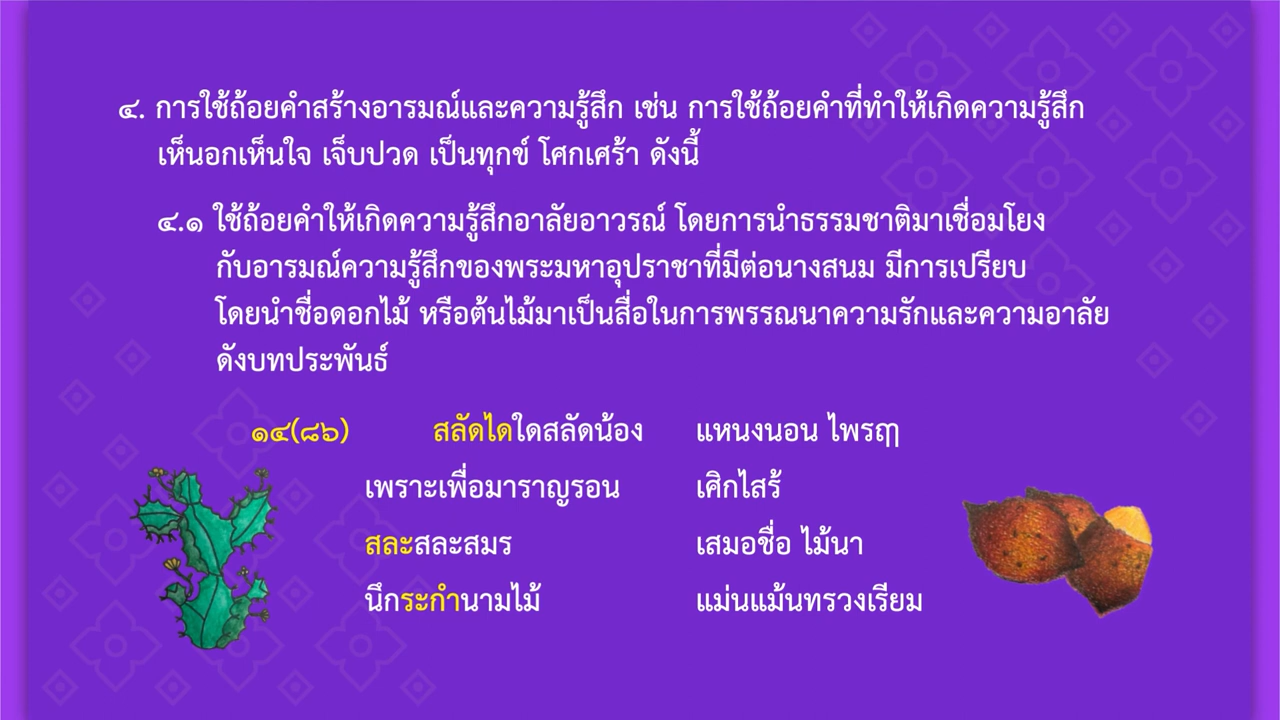 ๔. การใช้ถ้อยคำสร้างอารมณ์และความรู้สึก เช่น การใช้ถ้อยคำที่ทำให้เกิดความรู้สึก
เห็นอกเห็นใจ เจ็บปวด เป็นทุกข์ โศกเศร้า ดังนี้
๔.๑ ใช้ถ้อยคำให้เกิดความรู้สึกอาลัยอาวรณ์ โดยการนำธรรมชาติมาเชื่อมโยง
กับอารมณ์ความรู้สึกของพระมหาอุปราชาที่มีต่อนางสนม มีการเปรียบ
โดยนำชื่อดอกไม้ หรือต้นไม้มาเป็นสื่อในการพรรณนาความรักและความอาลัย
ดังบทประพันธ์
๑๔(๘๖) สลัดไดใดสลัดน้อง แหนงนอน ไพรฤๅ
เพราะเพื่อมาราญรอน เศิกไสร้
สละสละสมร เสมอชื่อ ไม้นา
นึกระกำนามไม้ แม่นแม้นทรวงเรียม